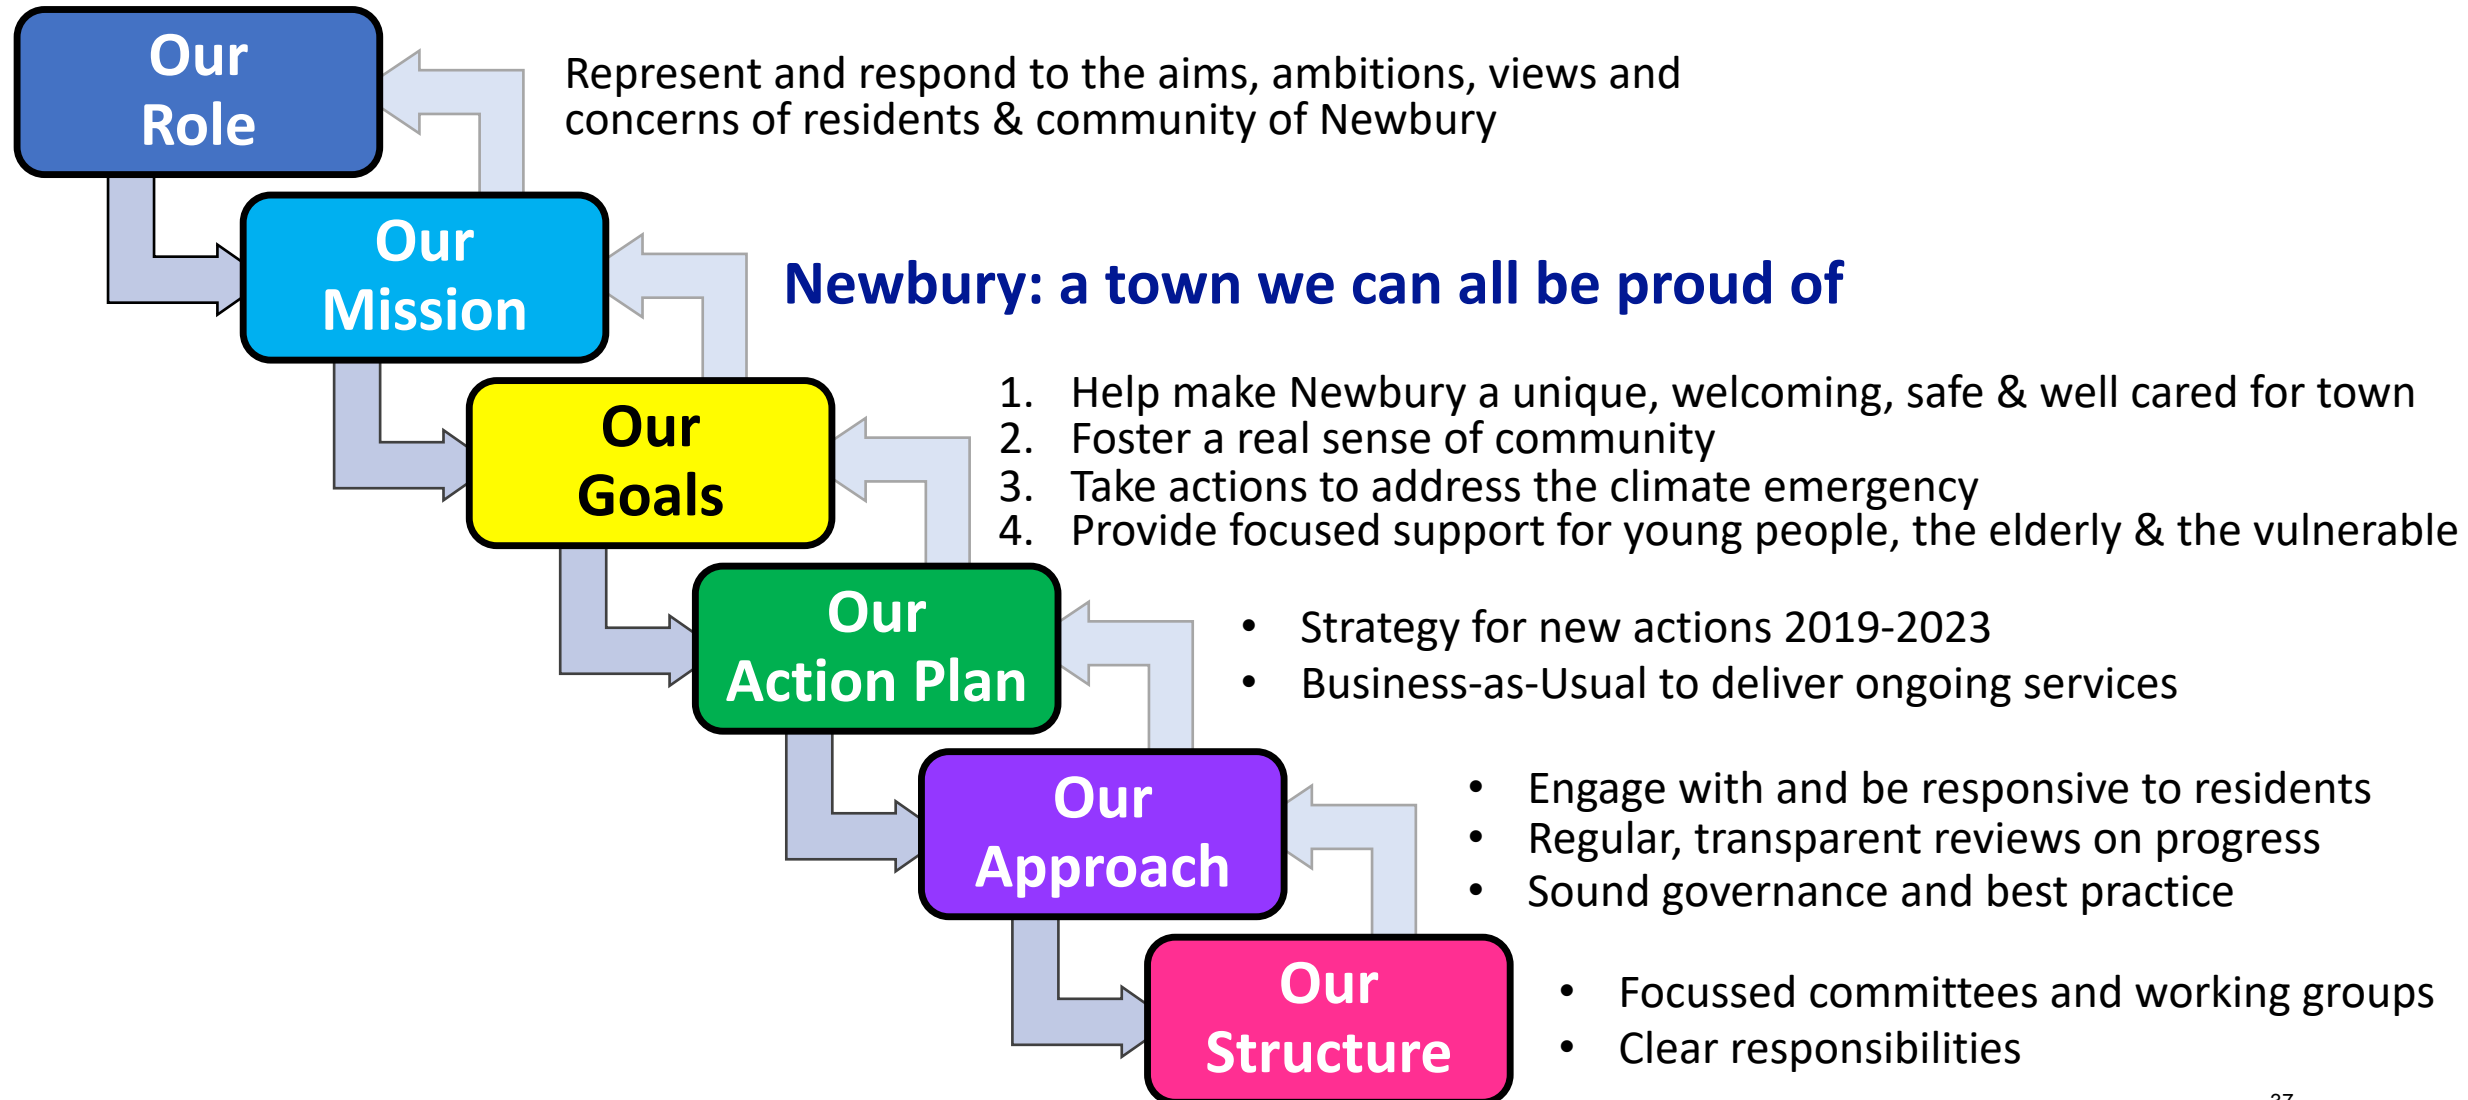 Our
Role
Represent and respond to the aims, ambitions, views and
concerns of residents & community of Newbury
Our
Mission
Newbury: a town we can all be proud of
Our
Goals
1. Help make Newbury a unique, welcoming, safe & well cared for town
2. Foster a real sense of community
3. Take actions to address the climate emergency
4. Provide focused support for young people, the elderly & the vulnerable
Our
Action Plan
• Strategy for new actions 2019-2023
• Business-as-Usual to deliver ongoing services
Our
Approach
• Engage with and be responsive to residents
• Regular, transparent reviews on progress
• Sound governance and best practice
Our
Structure
• Focussed committees and working groups
• Clear responsibilities